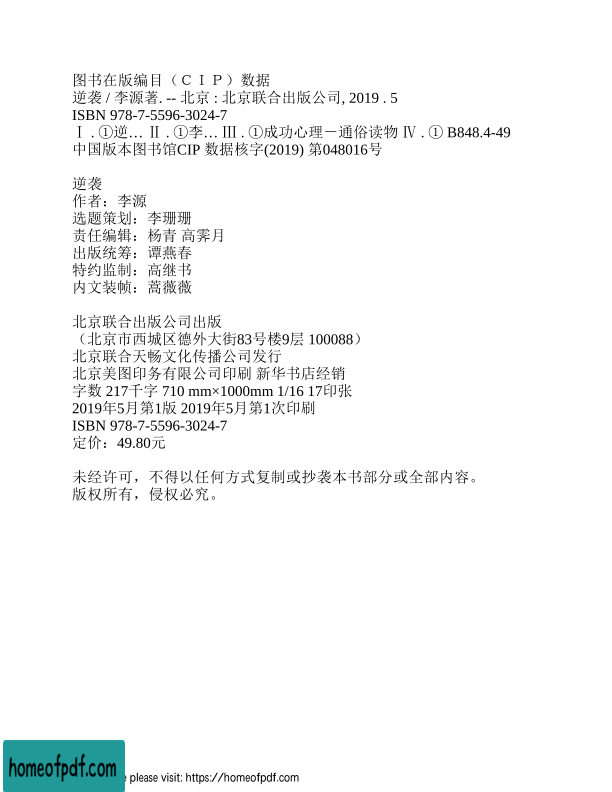 图书在版编目（ＣＩＰ）数据
逆袭 / 李源著. -- 北京 : 北京联合出版公司, 2019 . 5
ISBN 978-7-5596-3024-7
Ⅰ . ①逆… Ⅱ . ①李… Ⅲ . ①成功心理－通俗读物 Ⅳ . ① B848.4-49
中国版本图书馆CIP 数据核字(2019) 第048016号
逆袭
作者：李源
选题策划：李珊珊
责任编辑：杨青 高霁月
出版统筹：谭燕春
特约监制：高继书
内文装帧：蒿薇薇
北京联合出版公司出版
（北京市西城区德外大街83号楼9层 100088）
北京联合天畅文化传播公司发行
北京美图印务有限公司印刷 新华书店经销
字数 217千字 710 mm×1000mm 1/16 17印张
2019年5月第1版 2019年5月第1次印刷
ISBN 978-7-5596-3024-7
定价：49.80元
未经许可，不得以任何方式复制或抄袭本书部分或全部内容。
版权所有，侵权必究。
homeofpdf.com
please visit: https://homeofpdf.com